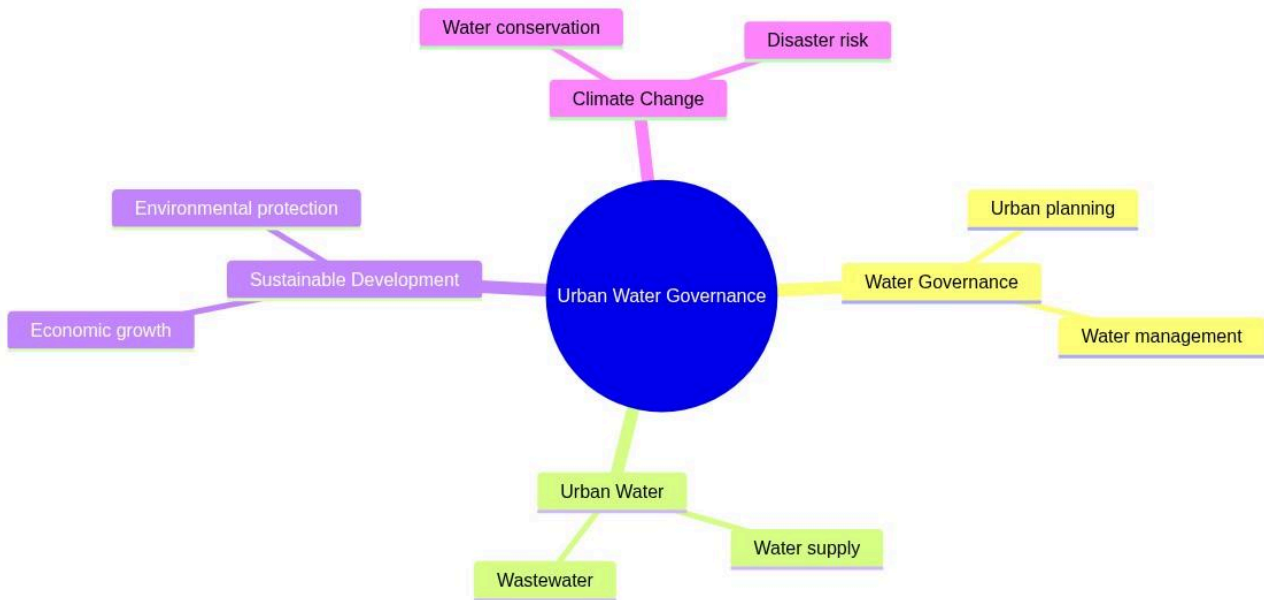 Water conservation
Disaster risk
Climate Change
Environmental protection
Urban planning
Sustainable Development
Urban Water Governance
Water Governance
Economic growth
Water management
Urban Water
Water supply
Wastewater